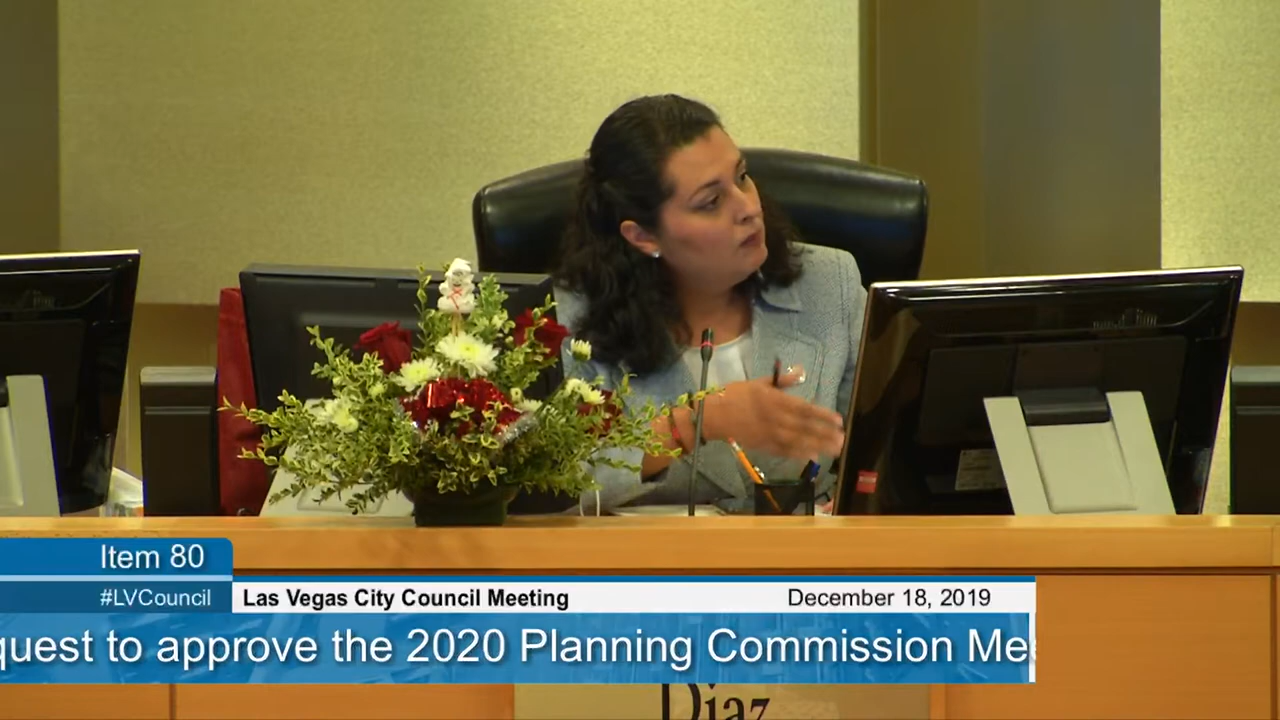 Item 80
#LVCouncil
Las Vegas City Council Meeting
December 18, 2019
quest to approve the 2020 Planning Commission Mee
Diaz